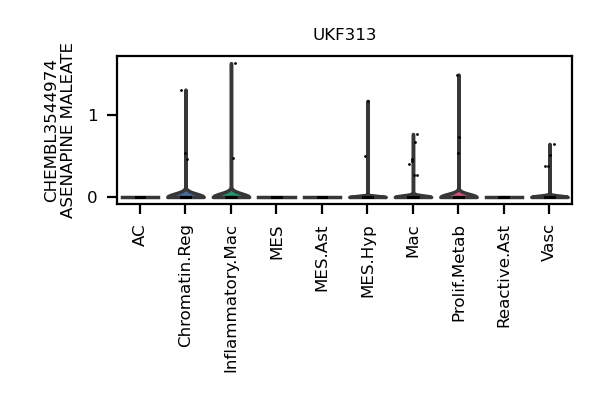 UKF313
CHEMBL3544974
ASENAPINE MALEATE
1
0
AC
Chromatin.Reg
Inflammatory.Mac
MES
MES.Ast
MES.Hyp
Mac
Prolif.Metab
Reactive.Ast
Vasc